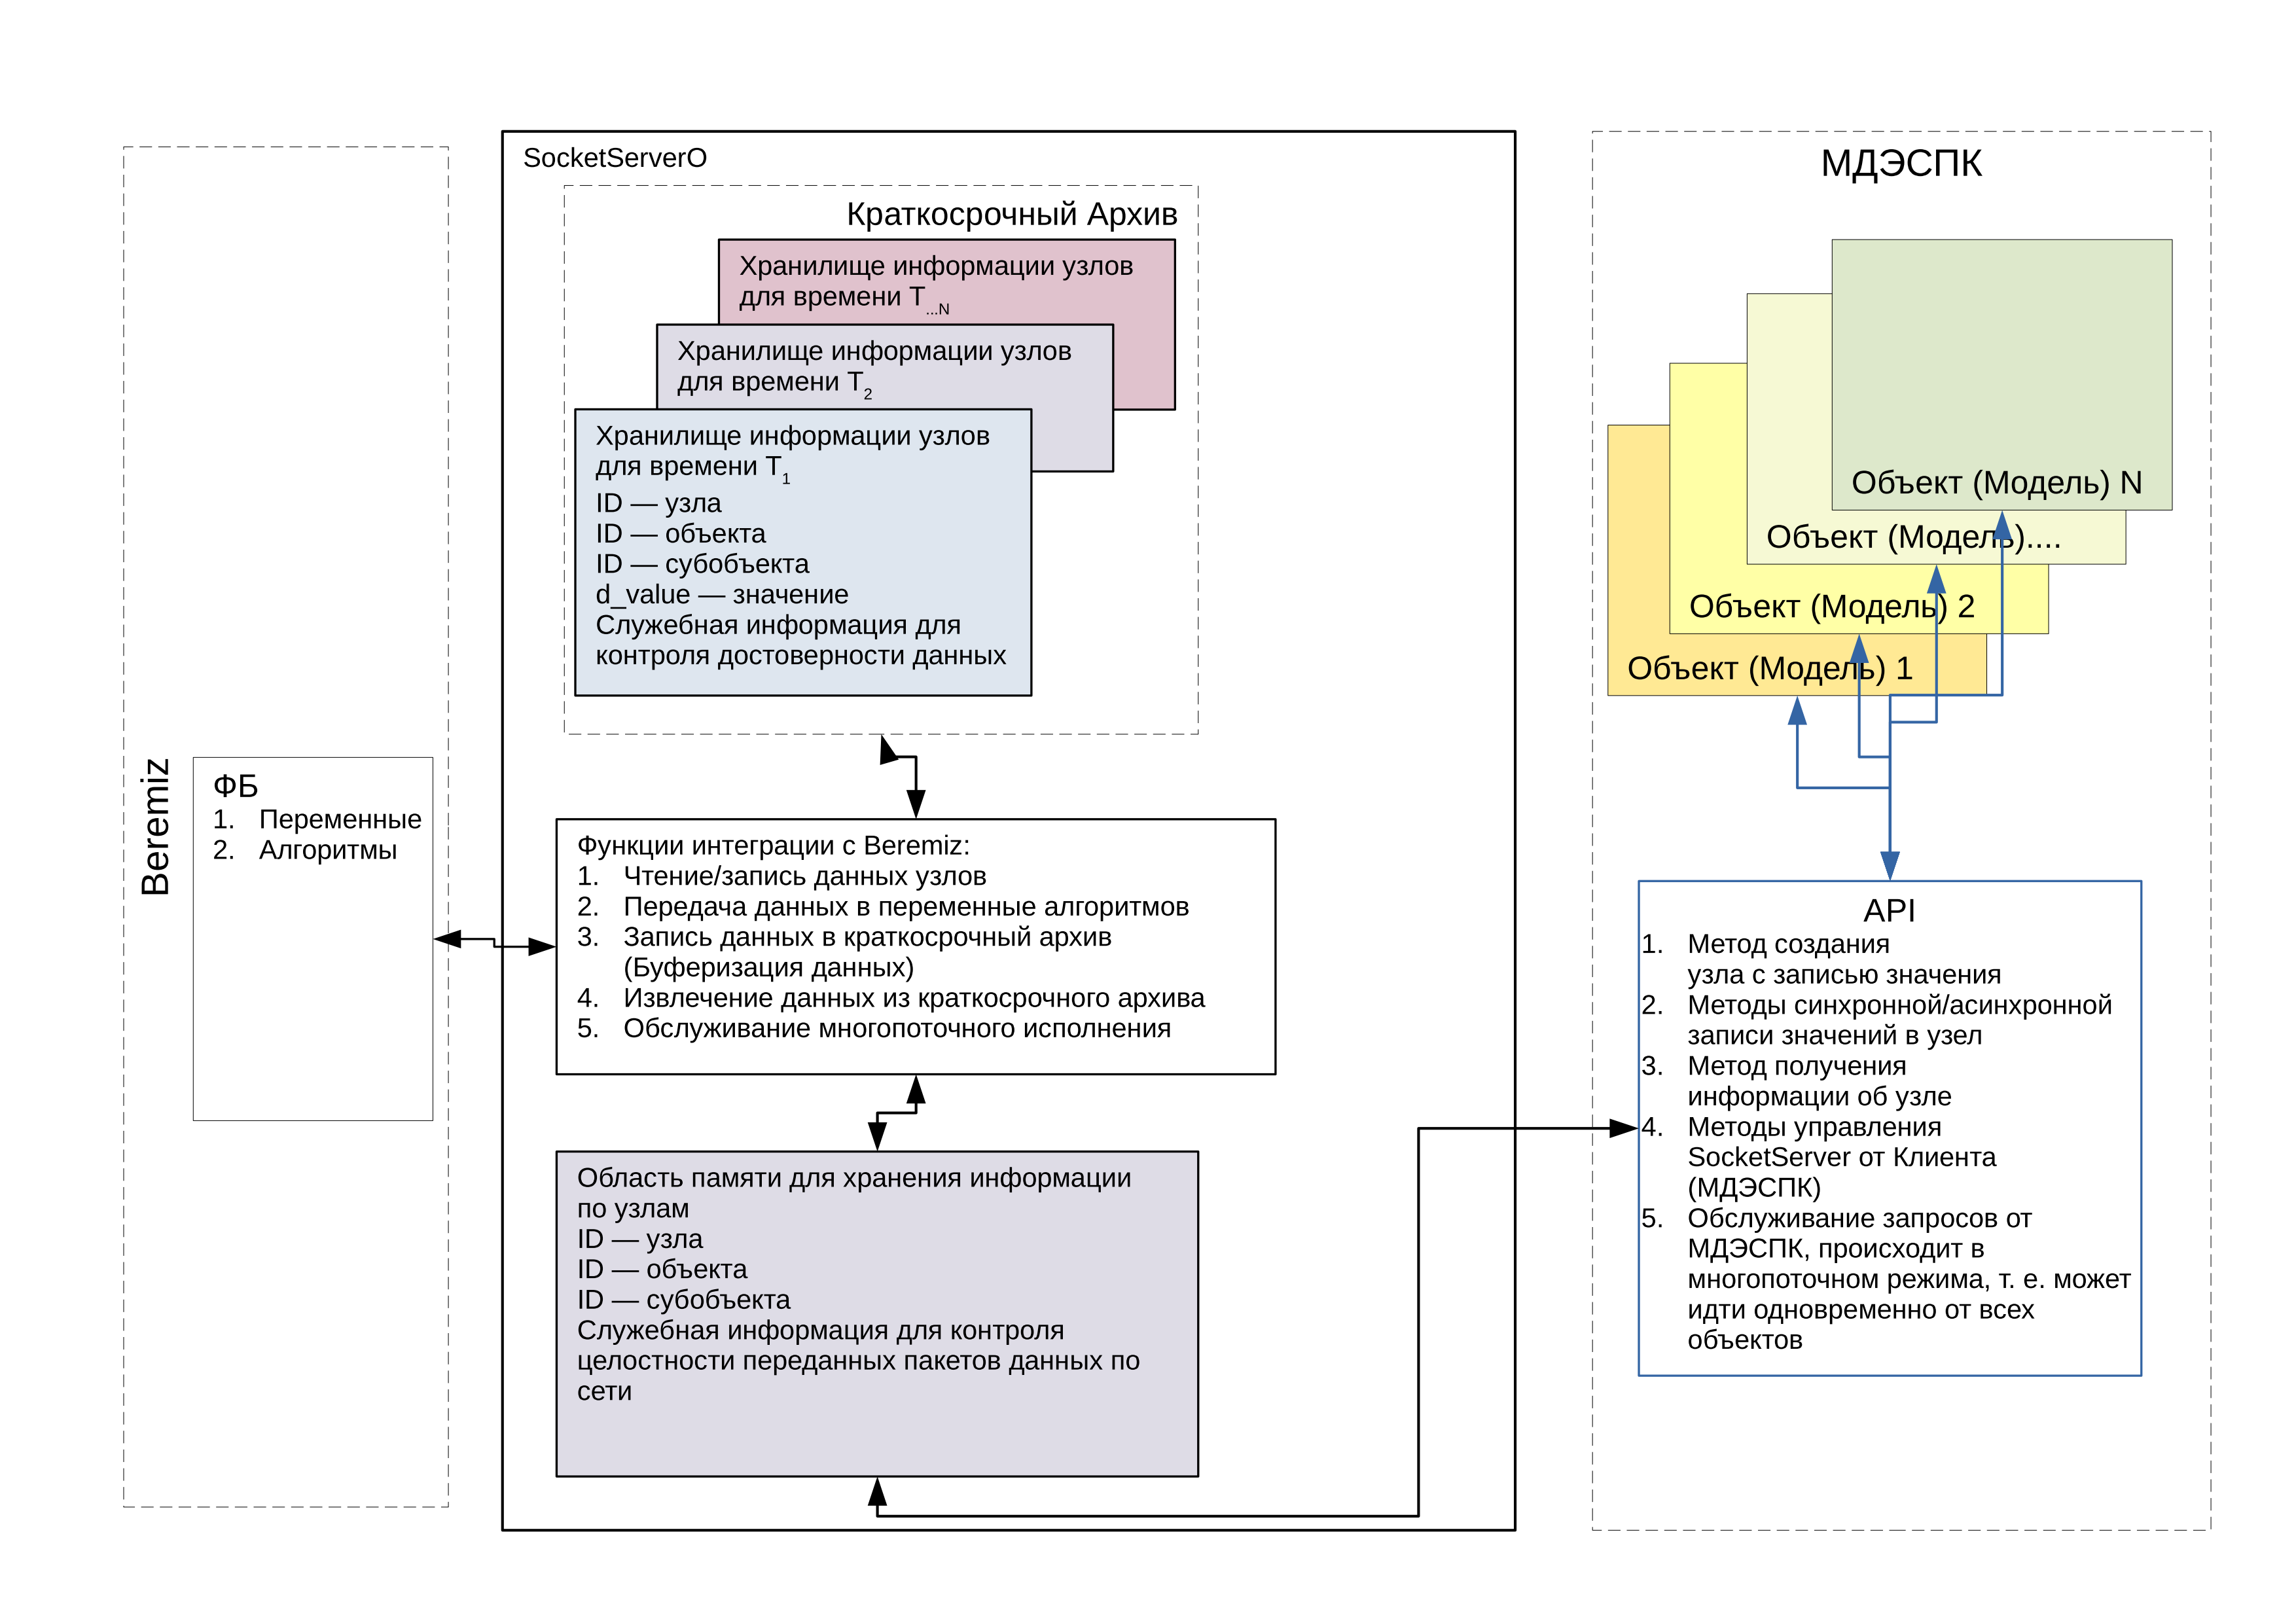 Beremiz
ФБ
1. Переменные
2. Алгоритмы
SocketServerO
Краткосрочный Архив
Хранилище информации узлов
для времени T...N
Хранилище информации узлов
для времени T2
Хранилище информации узлов
для времени T1
ID — узла
ID — объекта
ID — субобъекта
d_value — значение
Служебная информация для
контроля достоверности данных
Функции интеграции с Beremiz:
1. Чтение/запись данных узлов
2. Передача данных в переменные алгоритмов
3. Запись данных в краткосрочный архив
(Буферизация данных)
4. Извлечение данных из краткосрочного архива
5. Обслуживание многопоточного исполнения
Область памяти для хранения информации
по узлам
ID — узла
ID — объекта
ID — субобъекта
Служебная информация для контроля
целостности переданных пакетов данных по
сети
МДЭСПК
Объект (Модель) N
Объект (Модель)....
Объект (Модель) 2
Объект (Модель) 1
API
1. Метод создания
узла с записью значения
2. Методы синхронной/асинхронной
записи значений в узел
3. Метод получения
информации об узле
4. Методы управления
SocketServer от Клиента
(МДЭСПК)
5. Обслуживание запросов от
МДЭСПК, происходит в
многопоточном режима, т. е. может
идти одновременно от всех
объектов